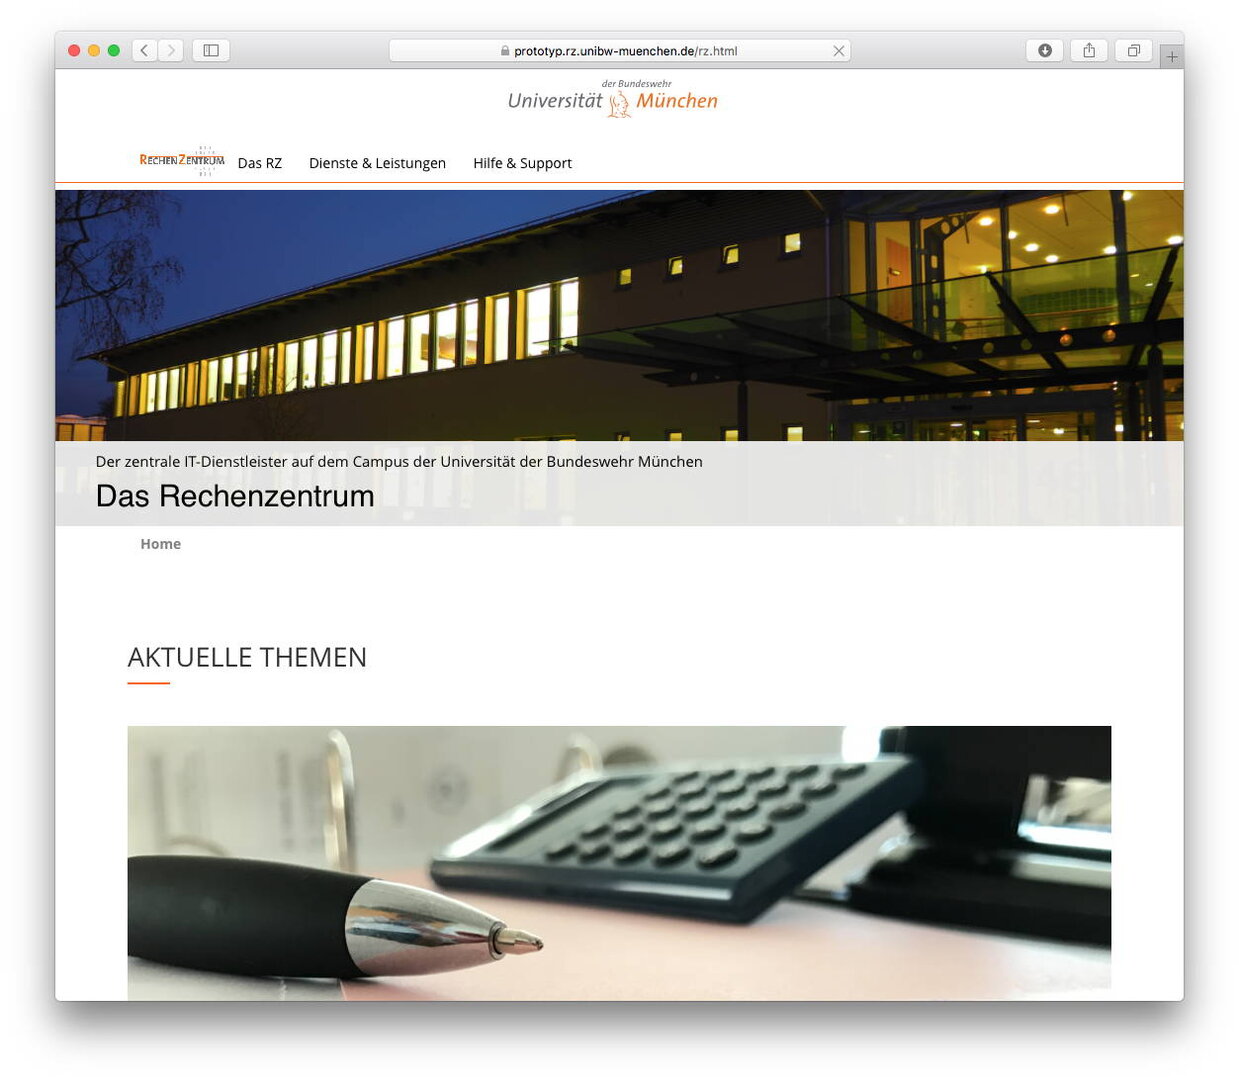 prototyp.rz.unibw-muenchen.de/rz.html
der Bundeswehr
Universität München
RECHENZENTRUM
Das RZ
Dienste & Leistungen
Hilfe & Support
Der zentrale IT-Dienstleister auf dem Campus der Universität der Bundeswehr München
Das Rechenzentrum
Home
AKTUELLE THEMEN